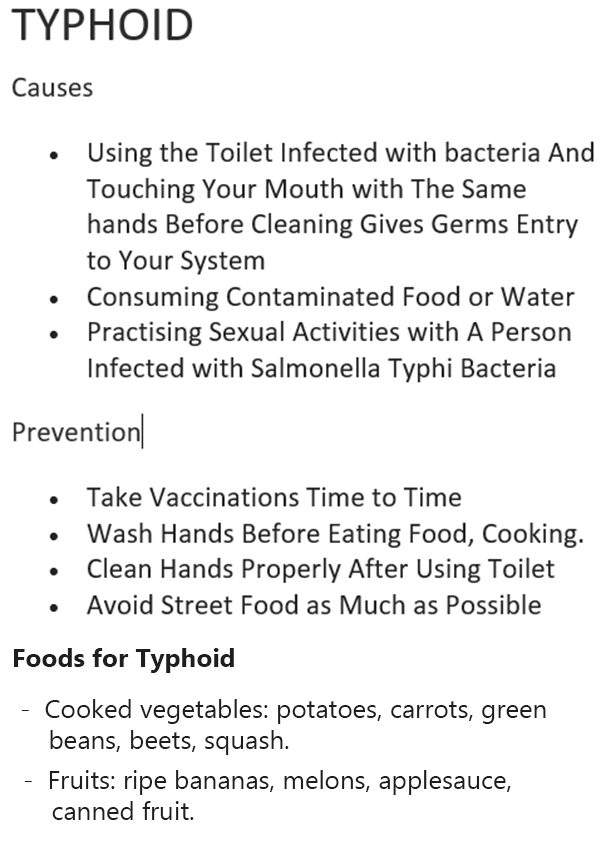 TYPHOID
Causes
• Using the Toilet Infected with bacteria And
Touching Your Mouth with The Same
hands Before Cleaning Gives Germs Entry
to Your System
• Consuming Contaminated Food or Water
• Practising Sexual Activities with A Person
Infected with Salmonella Typhi Bacteria
Prevention
• Take Vaccinations Time to Time
• Wash Hands Before Eating Food, Cooking.
• Clean Hands Properly After Using Toilet
• Avoid Street Food as Much as Possible
Foods for Typhoid
- Cooked vegetables: potatoes, carrots, green
beans, beets, squash.
- Fruits: ripe bananas, melons, applesauce,
canned fruit.